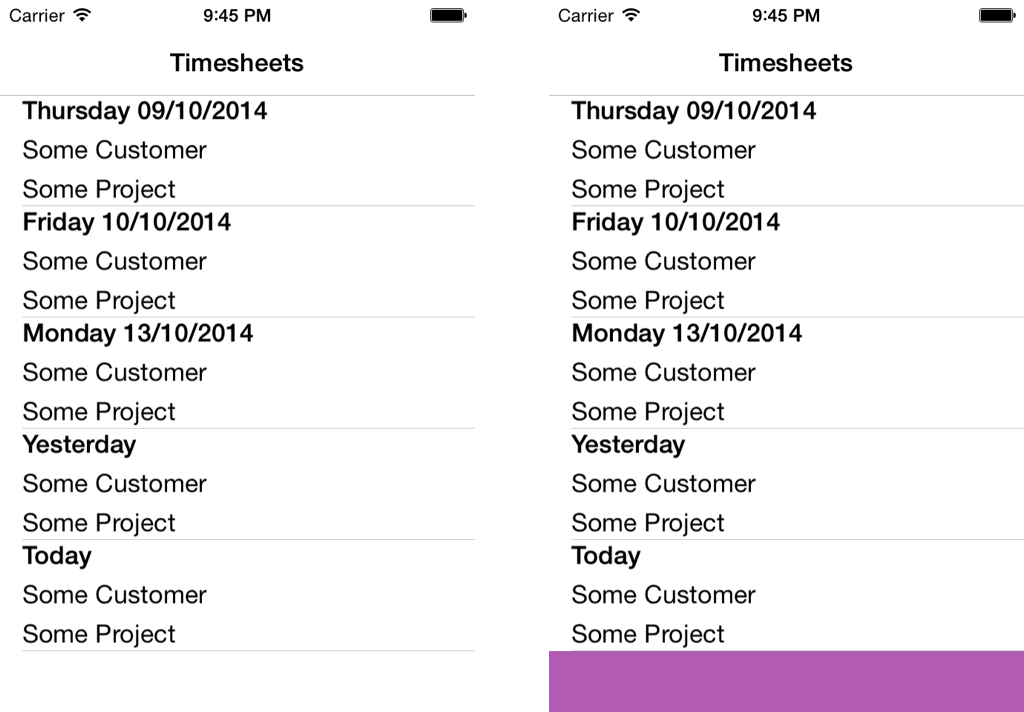 Carrier 9:45 PM
Timesheets
Thursday 09/10/2014
Some Customer
Some Project
Friday 10/10/2014
Some Customer
Some Project
Monday 13/10/2014
Some Customer
Some Project
Yesterday
Some Customer
Some Project
Today
Some Customer
Some Project
Carrier 9:45 PM
Timesheets
Thursday 09/10/2014
Some Customer
Some Project
Friday 10/10/2014
Some Customer
Some Project
Monday 13/10/2014
Some Customer
Some Project
Yesterday
Some Customer
Some Project
Today
Some Customer
Some Project